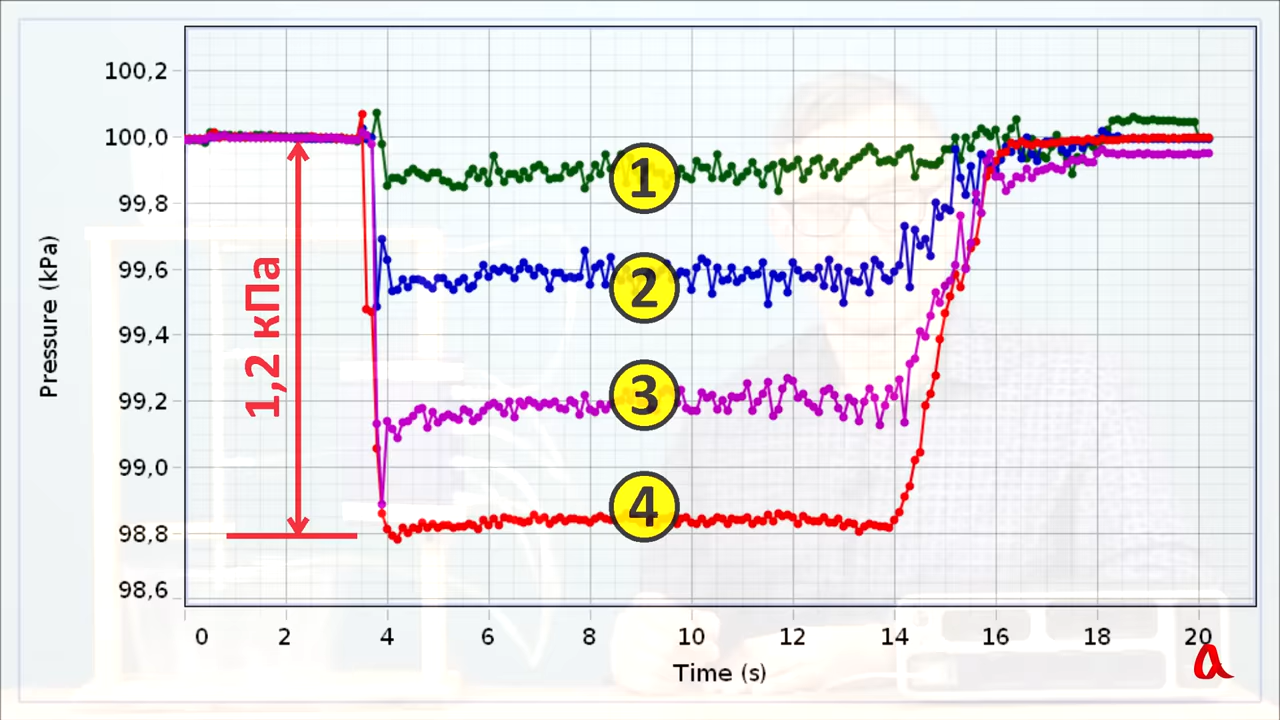 100,2
100,0
99,8
99,6
99,4
99,2
99,0
98,8
98,6
Pressure (kPa)
1,2 кПа
1
2
3
4
0 2 4 6 8 10 12 14 16 18 20
Time (s)
a